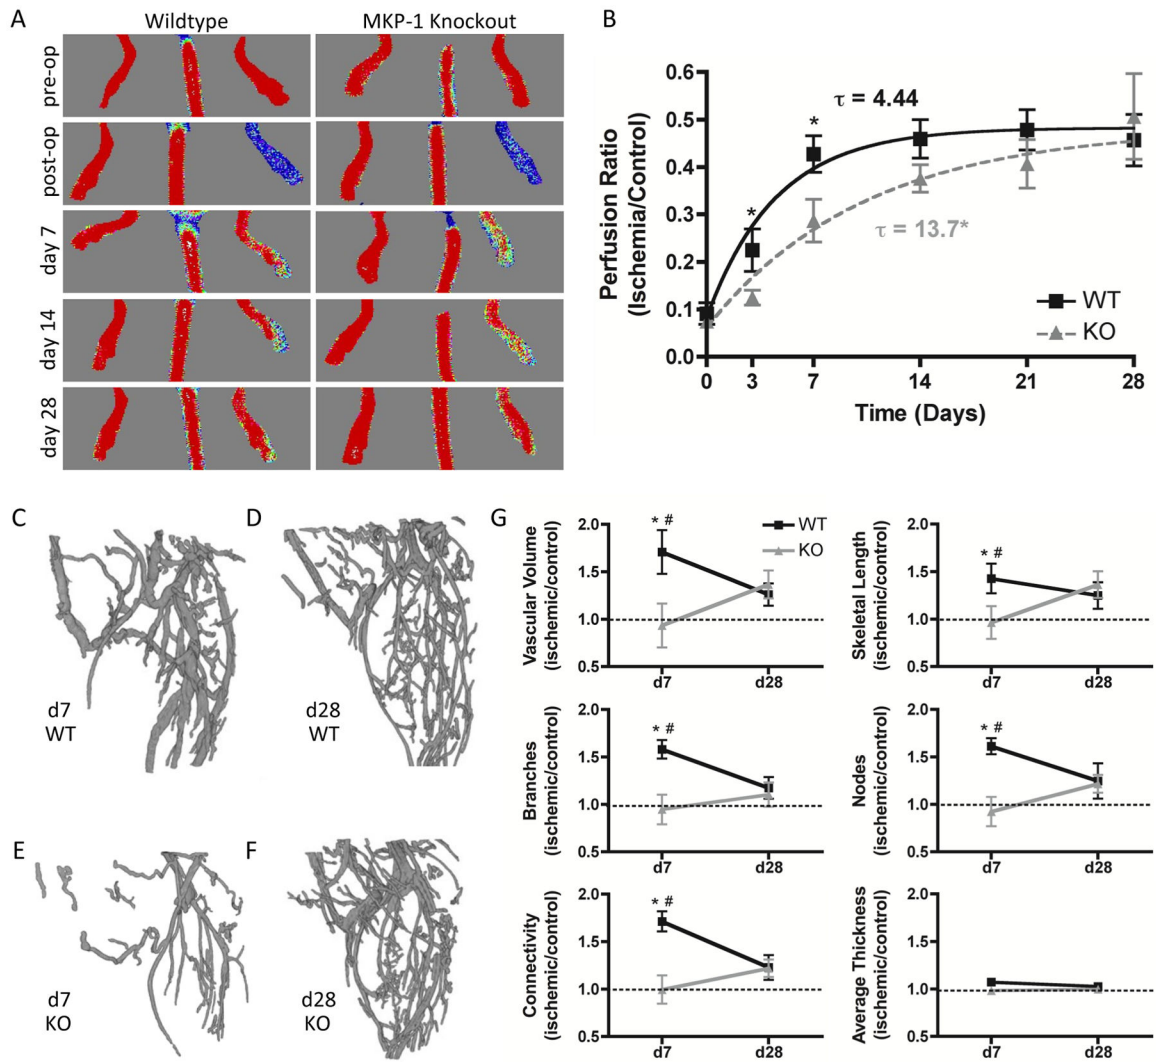 A
Wildtype
MKP-1 Knockout
pre-op
post-op
day 7
day 14
day 28
B
Perfusion Ratio
(Ischemia/Control)
0.6
0.5
0.4
0.3
0.2
0.1
0.0
τ = 4.44
*
*
τ = 13.7*
WT
KO
0 3 7 14 21 28
Time (Days)
C
d7
WT
D
d28
WT
E
d7
KO
F
d28
KO
G
Vascular Volume
(ischemic/control)
2.0
1.5
1.0
0.5
* #
WT
KO
d7 d28
Skeletal Length
(ischemic/control)
2.0
1.5
1.0
0.5
* #
d7 d28
Branches
(ischemic/control)
2.0
1.5
1.0
0.5
* #
d7 d28
Nodes
(ischemic/control)
2.0
1.5
1.0
0.5
* #
d7 d28
Connectivity
(ischemic/control)
2.0
1.5
1.0
0.5
* #
d7 d28
Average Thickness
(ischemic/control)
2.0
1.5
1.0
0.5
d7 d28